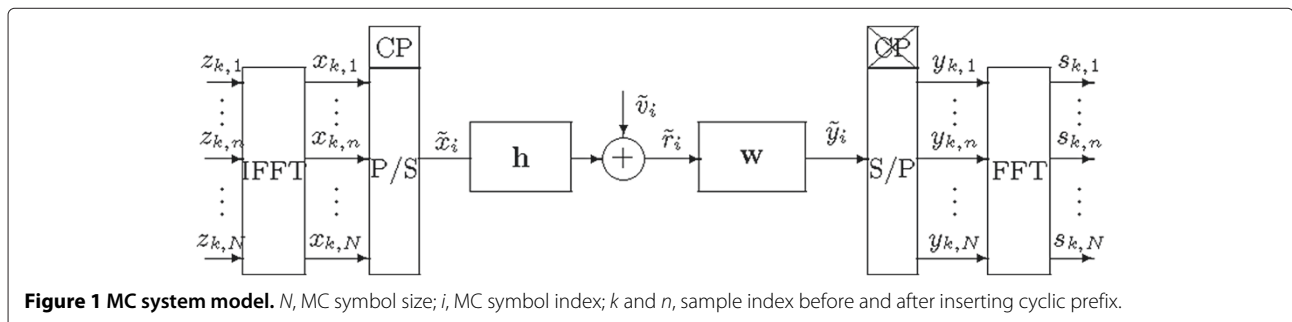 CP
CP
z_{k,1}
x_{k,1}
y_{k,1}
s_{k,1}
ṽ_i
z_{k,n}
x_{k,n}
x̃_i
h
+
r̃_i
w
ỹ_i
y_{k,n}
s_{k,n}
IFFT
P/S
S/P
FFT
z_{k,N}
x_{k,N}
y_{k,N}
s_{k,N}
Figure 1 MC system model. N, MC symbol size; i, MC symbol index; k and n, sample index before and after inserting cyclic prefix.